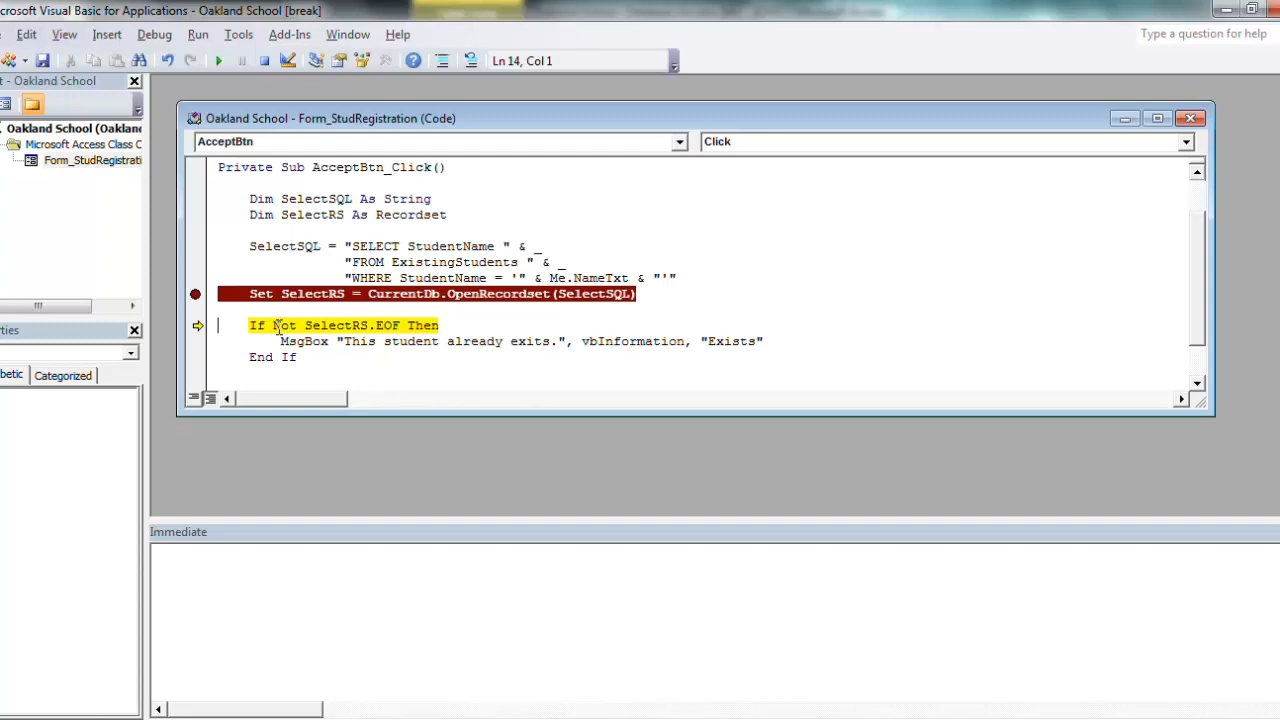 crosoft Visual Basic for Applications - Oakland School [break]
Edit View Insert Debug Run Tools Add-Ins Window Help
Type a question for help
Ln 14, Col 1
t - Oakland School
Oakland School (Oaklan
Microsoft Access Class C
Form_StudRegistrati
rties
betic Categorized
Oakland School - Form_StudRegistration (Code)
AcceptBtn Click
Private Sub AcceptBtn_Click()
Dim SelectSQL As String
Dim SelectRS As Recordset
SelectSQL = "SELECT StudentName " & _
"FROM ExistingStudents " & _
"WHERE StudentName = '" & Me.NameTxt & "'"
Set SelectRS = CurrentDb.OpenRecordset(SelectSQL)
If Not SelectRS.EOF Then
MsgBox "This student already exits.", vbInformation, "Exists"
End If
Immediate